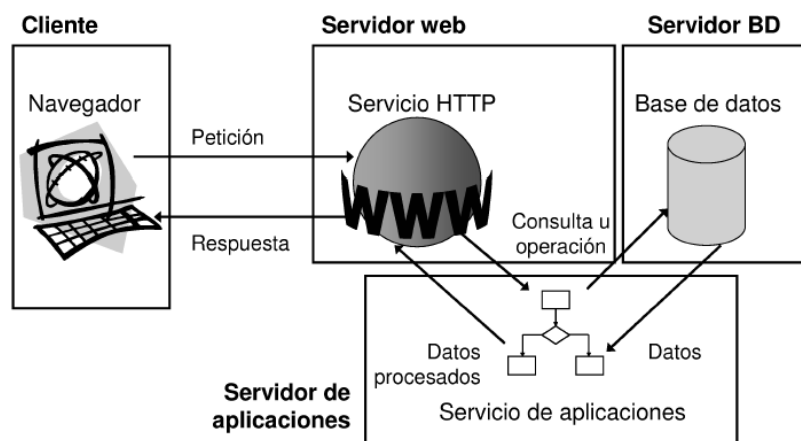 Cliente
Servidor web
Servidor BD
Navegador
Servicio HTTP
Base de datos
Petición
WWW
Respuesta
Consulta u
operación
Datos
procesados
Datos
Servidor de
aplicaciones
Servicio de aplicaciones